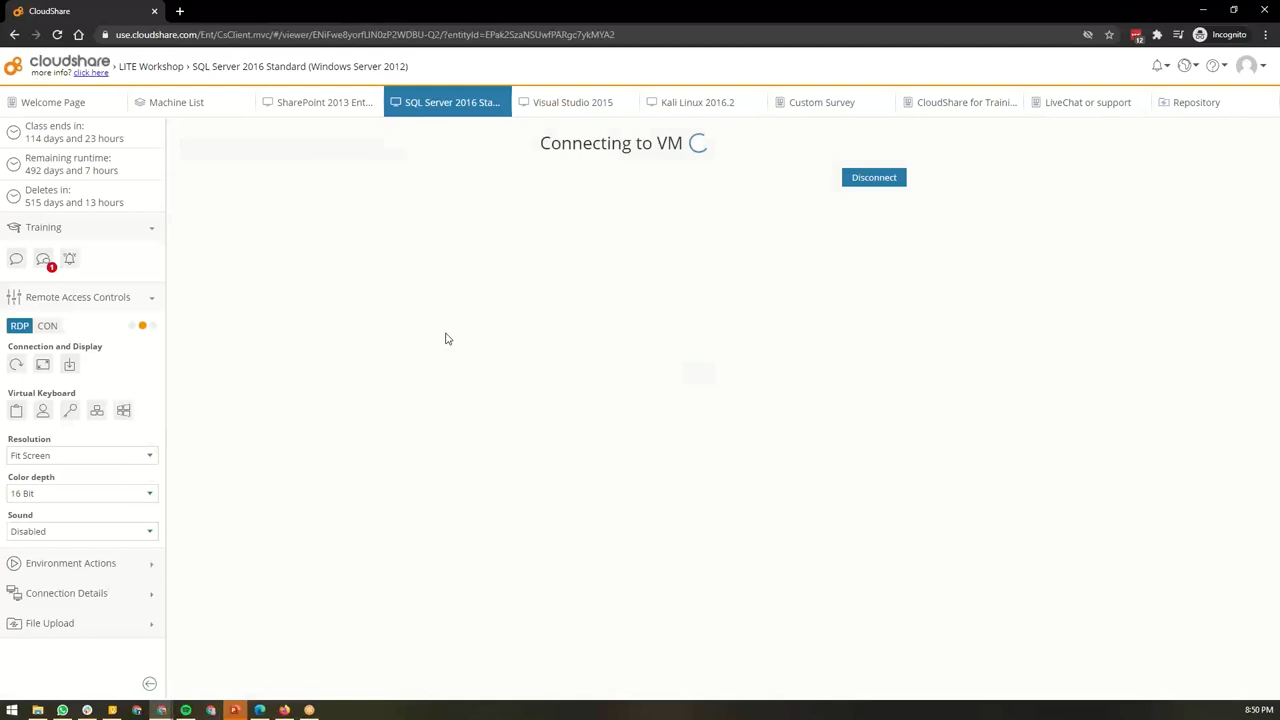 CloudShare
use.cloudshare.com/Ent/CsClient.mvc/#/viewer/ENiFwe8yorfLIN0zP2WDBU-Q2/?entityId=EPak2SzaNSUwfPARgc7ykMYA2
12
Incognito
cloudshare
more info? click here
› LITE Workshop › SQL Server 2016 Standard (Windows Server 2012)
Welcome Page
Machine List
SharePoint 2013 Ent...
SQL Server 2016 Sta...
Visual Studio 2015
Kali Linux 2016.2
Custom Survey
CloudShare for Traini...
LiveChat or support
Repository
Class ends in:
114 days and 23 hours
Remaining runtime:
492 days and 7 hours
Deletes in:
515 days and 13 hours
Training
1
Remote Access Controls
RDP CON
Connection and Display
Virtual Keyboard
Resolution
Fit Screen
Color depth
16 Bit
Sound
Disabled
Environment Actions
Connection Details
File Upload
Connecting to VM
Disconnect
8:50 PM